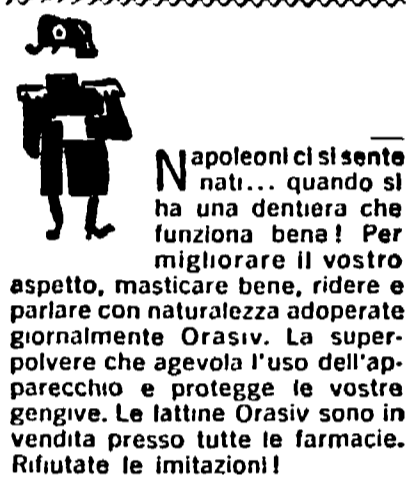 Napoleoni ci si sente
nati... quando si
ha una dentiera che
funziona bene! Per
migliorare il vostro
aspetto, masticare bene, ridere e
parlare con naturalezza adoperate
giornalmente Orasiv. La super-
polvere che agevola l'uso dell'ap-
parecchio e protegge le vostre
gengive. Le lattine Orasiv sono in
vendita presso tutte le farmacie.
Rifiutate le imitazioni!